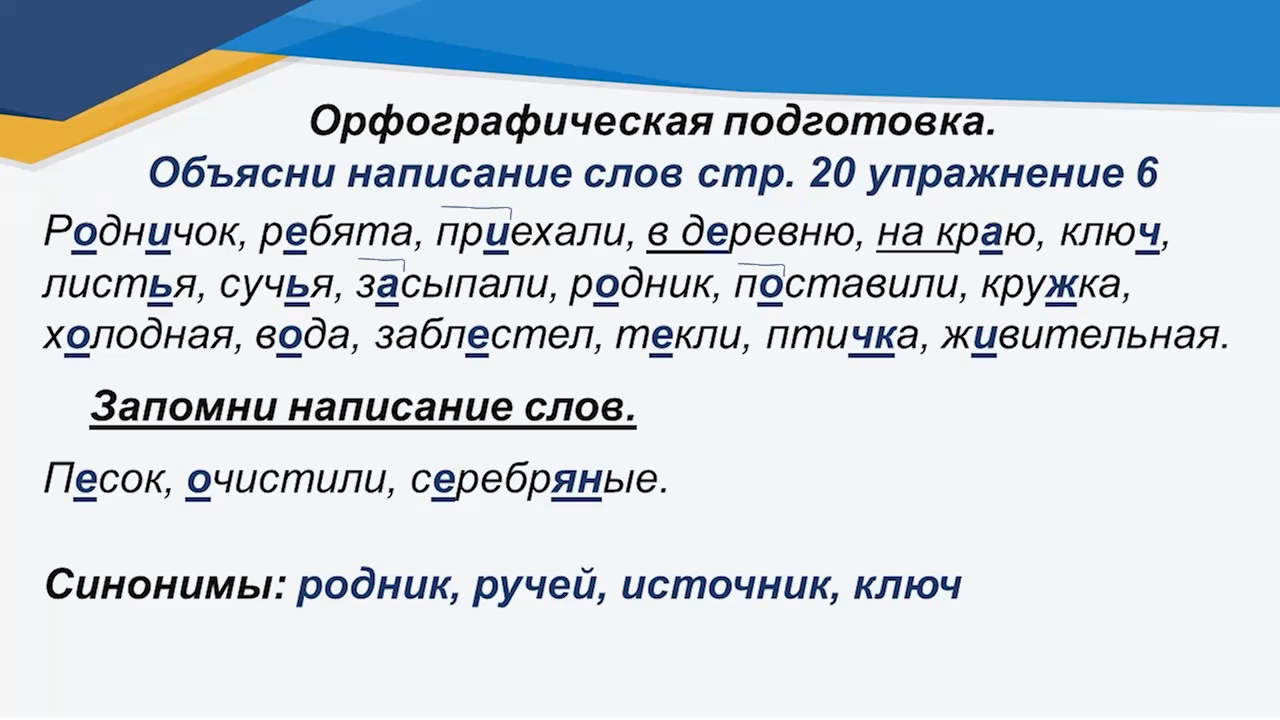 Орфографическая подготовка.
Объясни написание слов стр. 20 упражнение 6
Родничок, ребята, приехали, в деревню, на краю, ключ,
листья, сучья, засыпали, родник, поставили, кружка,
холодная, вода, заблестел, текли, птичка, живительная.
Запомни написание слов.
Песок, очистили, серебряные.
Синонимы: родник, ручей, источник, ключ